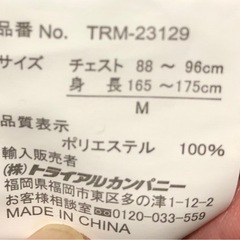 品番 No. TRM-23129
サイズ チェスト 88 ~ 96cm
身 長 165 ~ 175cm
M
品質表示
ポリエステル 100%
輸入販売者
(株)トライアルカンパニー
福岡県福岡市東区多の津1-12-2
お客様相談室 0120-033-559
MADE IN CHINA